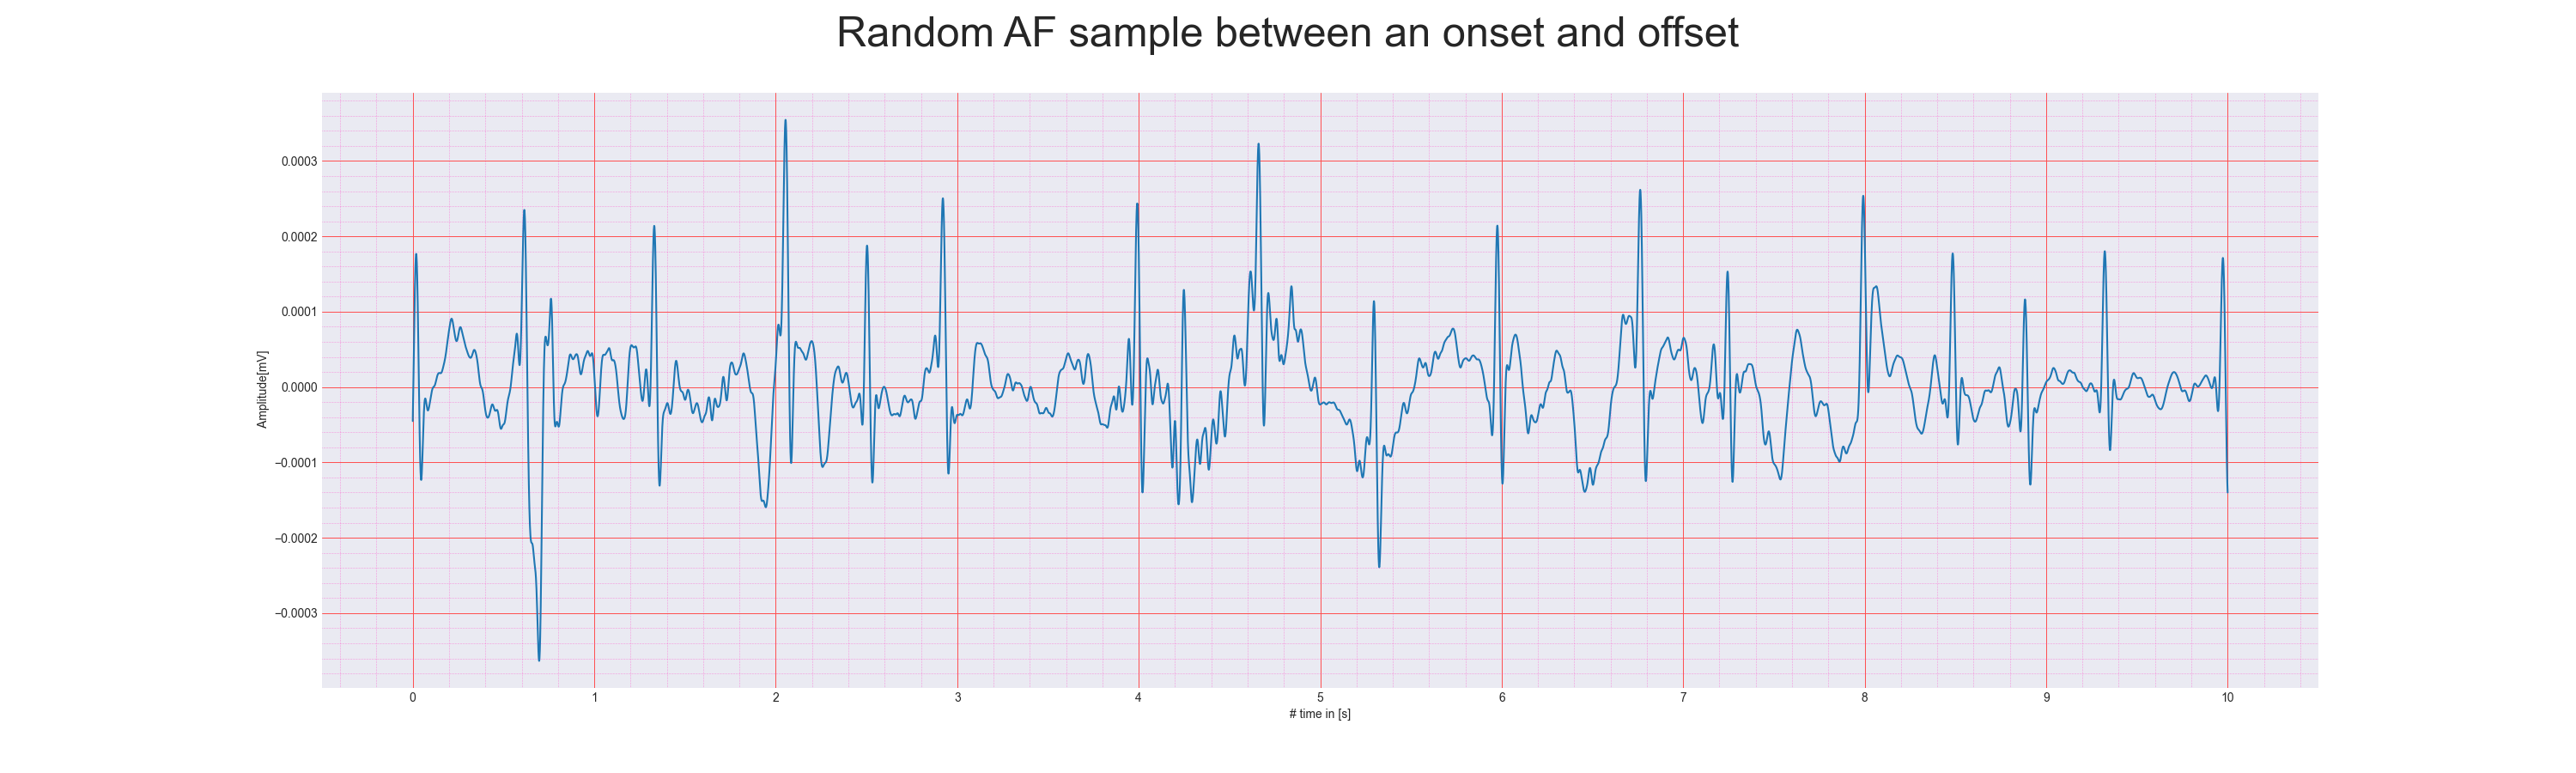 Random AF sample between an onset and offset
0.0003
0.0002
0.0001
0.0000
−0.0001
−0.0002
−0.0003
Amplitude[mV]
0 1 2 3 4 5 6 7 8 9 10
# time in [s]